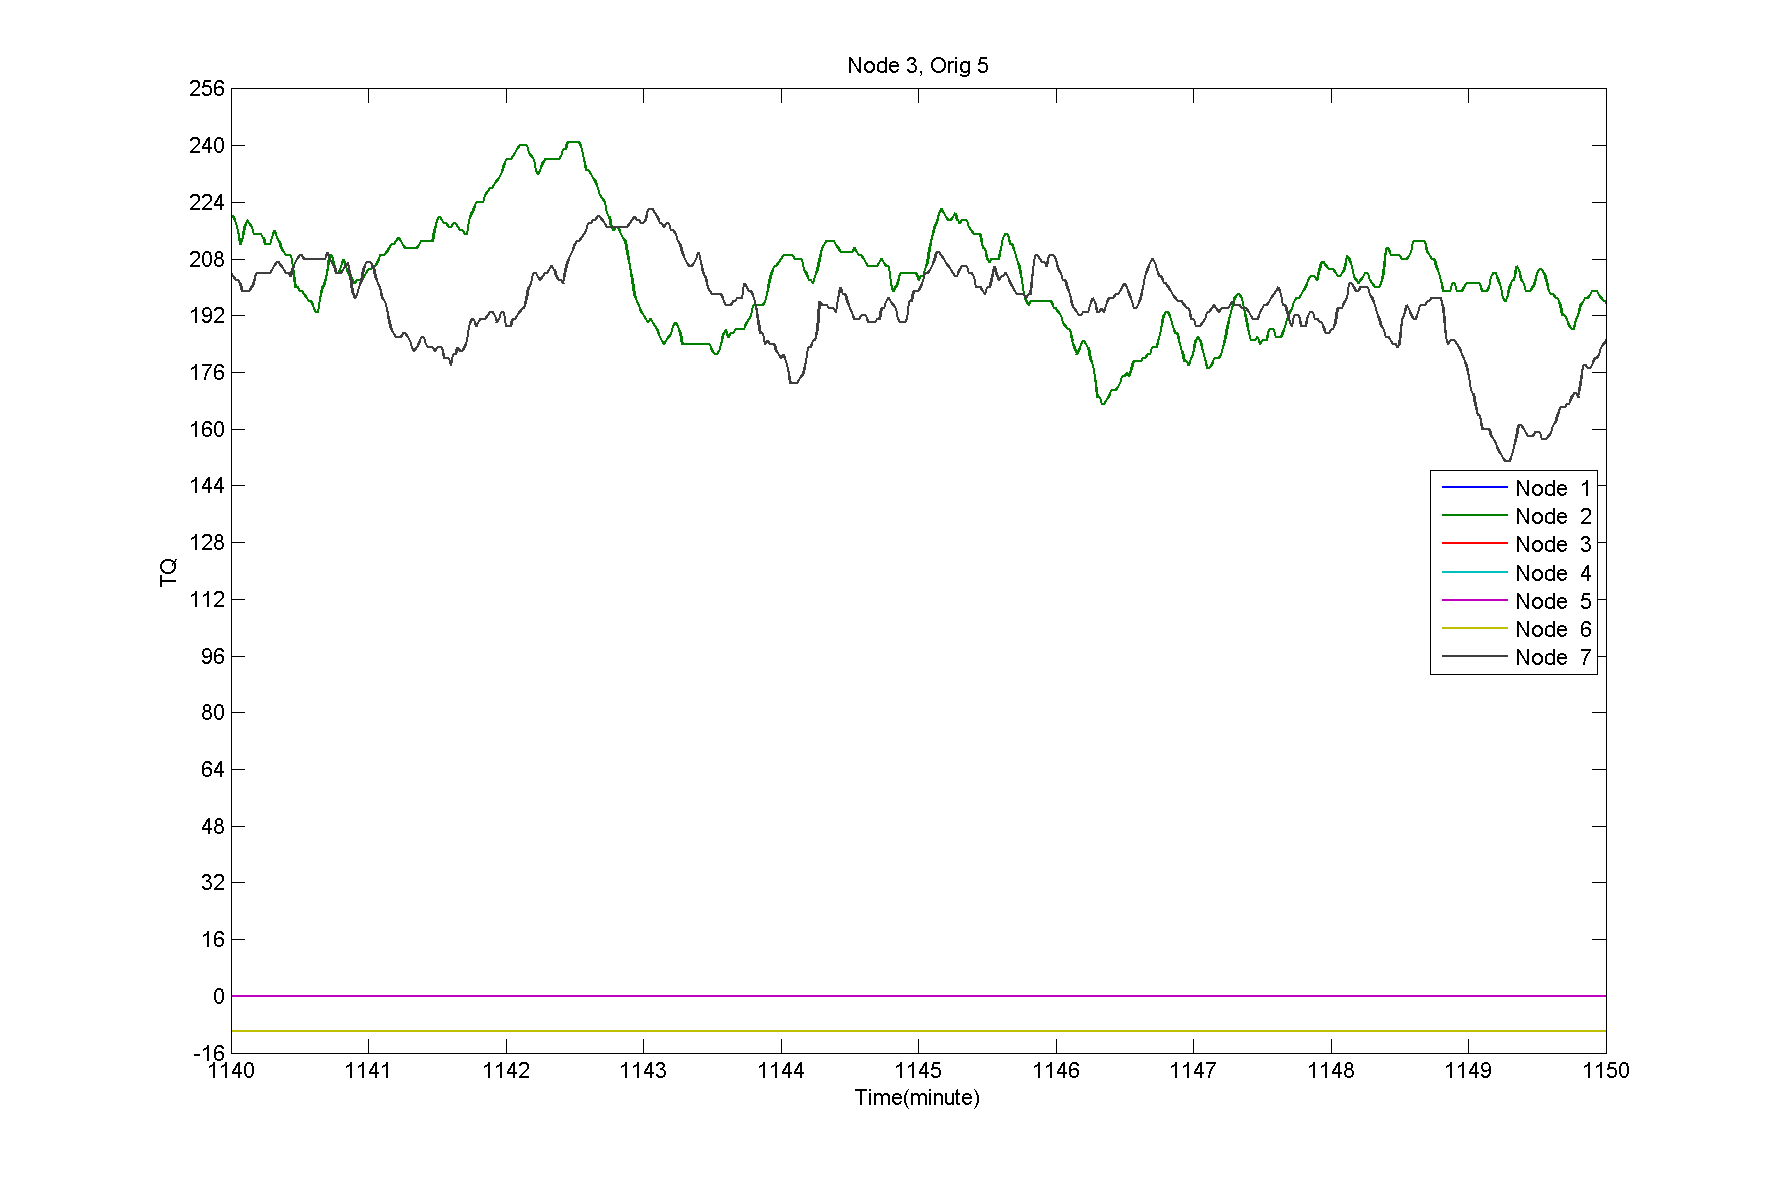 Node 3, Orig 5
256
240
224
208
192
176
160
144
128
112
96
80
64
48
32
16
0
-16
TQ
Node 1
Node 2
Node 3
Node 4
Node 5
Node 6
Node 7
1140 1141 1142 1143 1144 1145 1146 1147 1148 1149 1150
Time(minute)